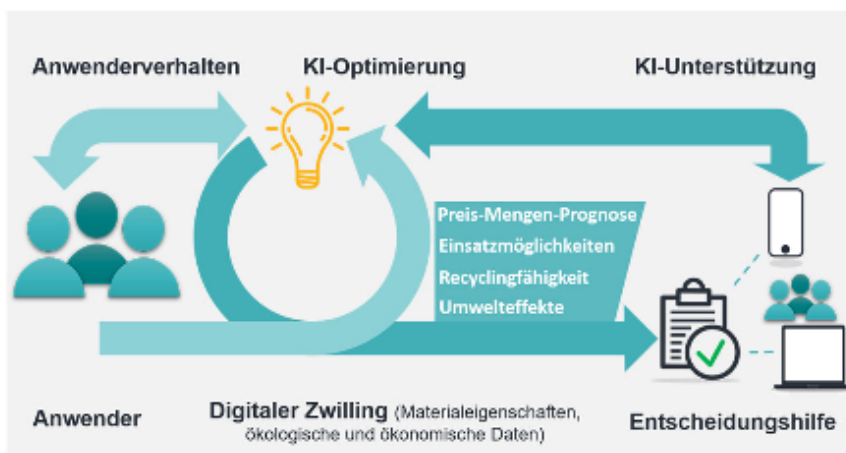 Anwenderverhalten
KI-Optimierung
KI-Unterstützung
Preis-Mengen-Prognose
Einsatzmöglichkeiten
Recyclingfähigkeit
Umwelteffekte
Anwender
Digitaler Zwilling (Materialeigenschaften,
ökologische und ökonomische Daten)
Entscheidungshilfe